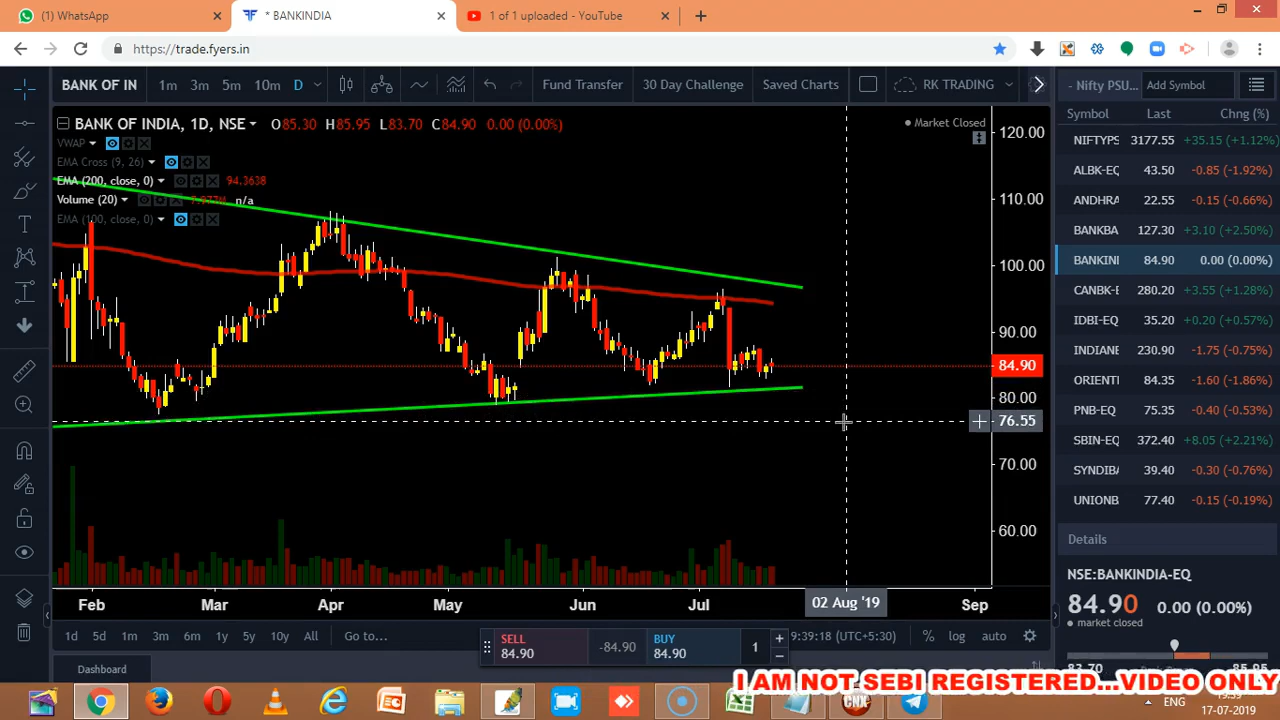 (1) WhatsApp
* BANKINDIA
1 of 1 uploaded - YouTube
https://trade.fyers.in
BANK OF IN 1m 3m 5m 10m D Fund Transfer 30 Day Challenge Saved Charts RK TRADING
- Nifty PSU... Add Symbol
BANK OF INDIA, 1D, NSE O85.30 H85.95 L83.70 C84.90 0.00 (0.00%)
Market Closed
VWAP
EMA Cross (9, 26)
EMA (200, close, 0) 94.3638
Volume (20) 7.977M n/a
EMA (100, close, 0)
120.00
110.00
100.00
90.00
84.90
80.00
76.55
70.00
60.00
Feb Mar Apr May Jun Jul 02 Aug '19 Sep
1d 5d 1m 3m 6m 1y 5y 10y All Go to...
SELL
84.90
-84.90
BUY
84.90
1
9:39:18 (UTC+5:30) % log auto
Dashboard
Symbol Last Chng (%)
NIFTYPS 3177.55 +35.15 (+1.12%)
ALBK-EQ 43.50 -0.85 (-1.92%)
ANDHRA 22.55 -0.15 (-0.66%)
BANKBA 127.30 +3.10 (+2.50%)
BANKINI 84.90 0.00 (0.00%)
CANBK-E 280.20 +3.55 (+1.28%)
IDBI-EQ 35.20 +0.20 (+0.57%)
INDIANE 230.90 -1.75 (-0.75%)
ORIENTI 84.35 -1.60 (-1.86%)
PNB-EQ 75.35 -0.40 (-0.53%)
SBIN-EQ 372.40 +8.05 (+2.21%)
SYNDIBA 39.40 -0.30 (-0.76%)
UNIONB 77.40 -0.15 (-0.19%)
Details
NSE:BANKINDIA-EQ
84.90 0.00 (0.00%)
market closed
83.70 85.95
I AM NOT SEBI REGISTERED...VIDEO ONLY
CNX
ENG
17-07-2019